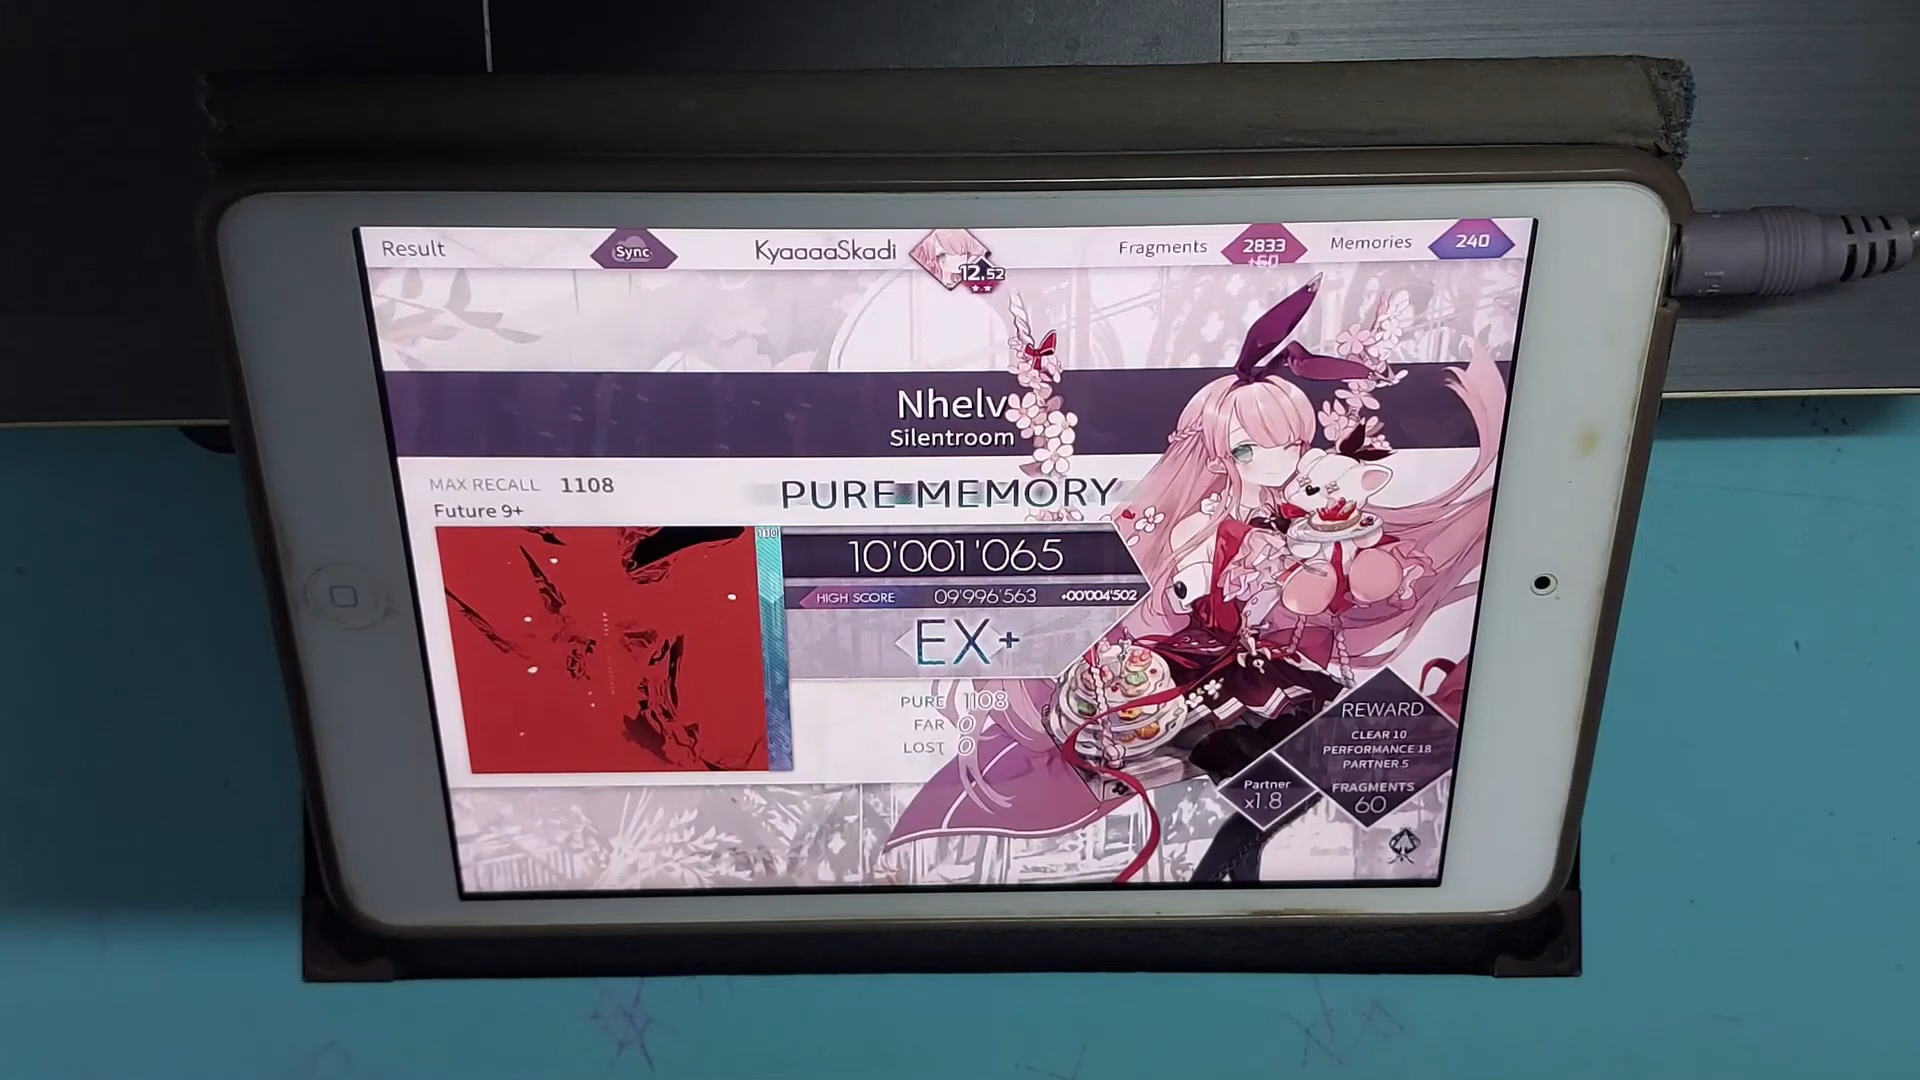 Result
Sync
KyaaaaSkadi
12.52
Fragments
2833
+60
Memories
240
Nhelv
Silentroom
MAX RECALL 1108
Future 9+
PURE MEMORY
10'001'065
HIGH SCORE 09'996'563 +00'004'502
EX+
PURE 1108
FAR 0
LOST 0
REWARD
CLEAR 10
PERFORMANCE 18
PARTNER 5
FRAGMENTS
60
Partner
x1.8